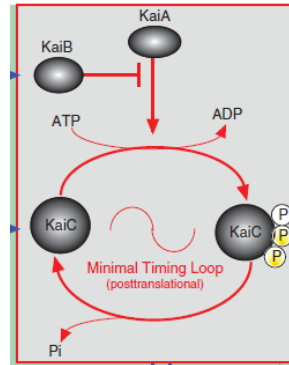 KaiA
KaiB
ATP
ADP
KaiC
KaiC
P
P
P
Minimal Timing Loop
(posttranslational)
Pi